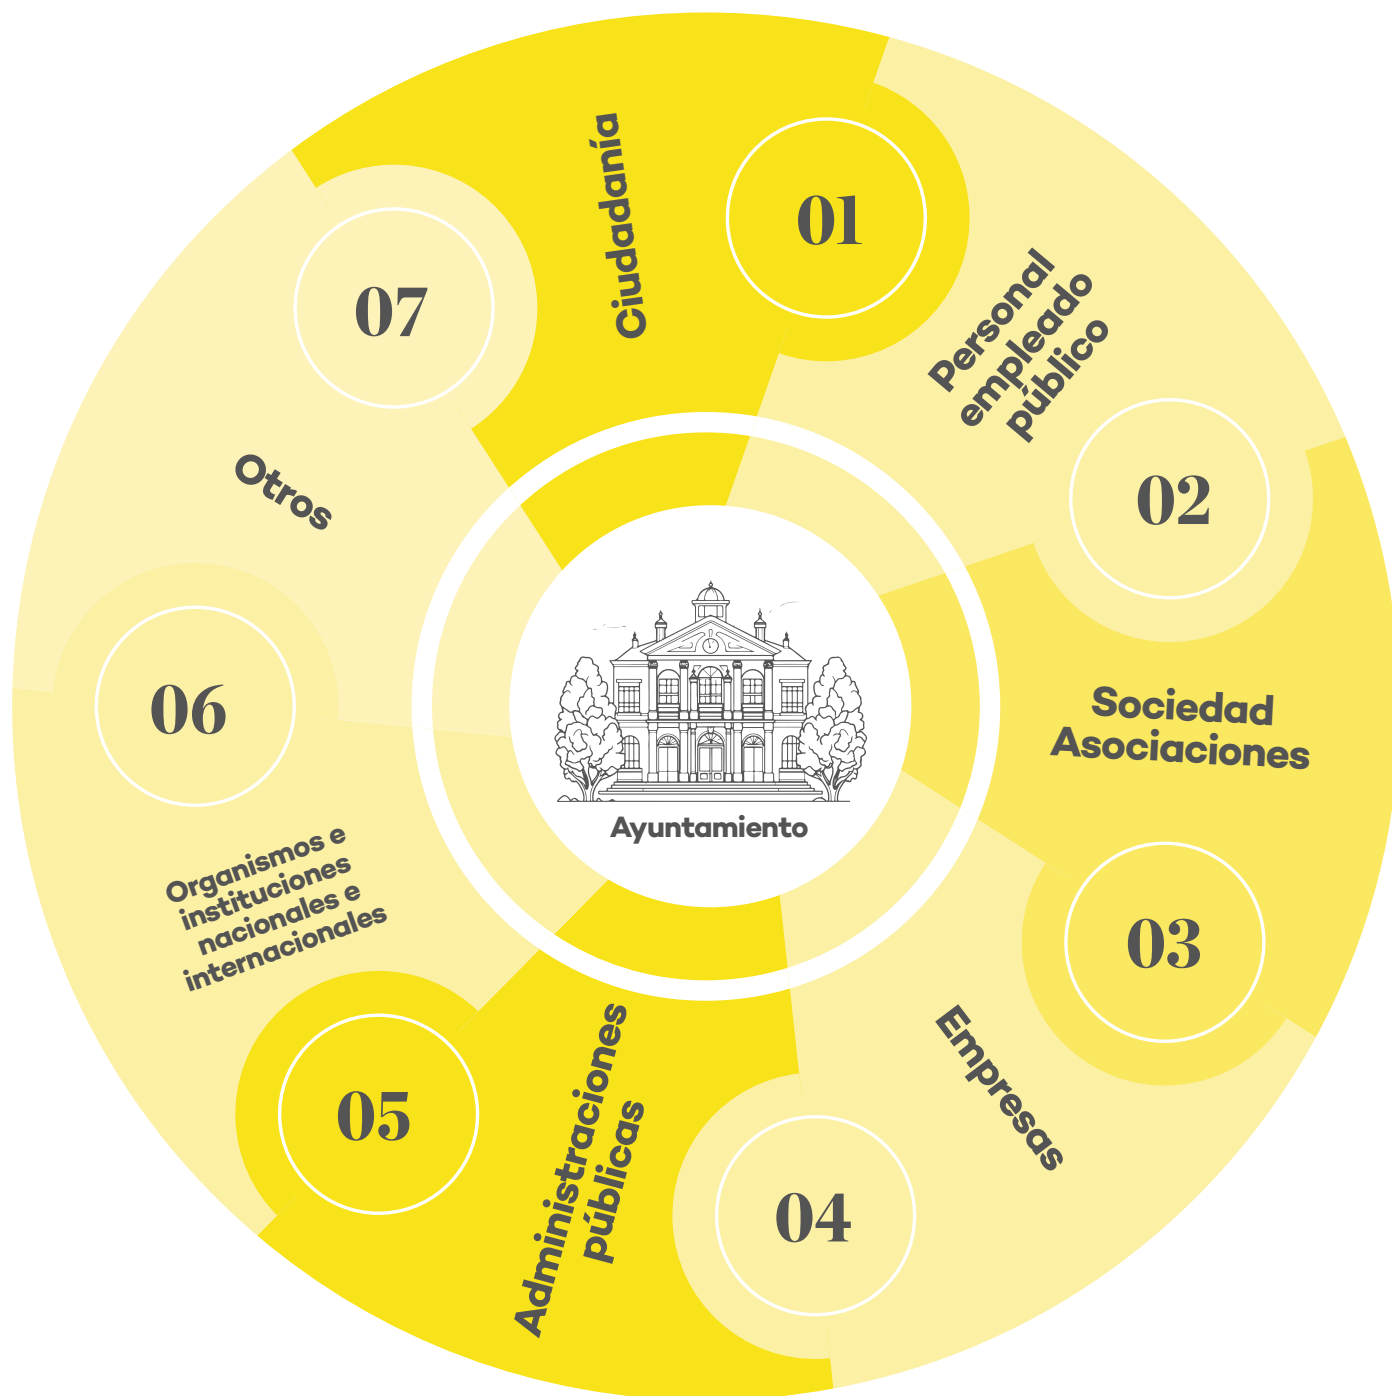 Ciudadanía
01
Personal
empleado
público
02
Sociedad
Asociaciones
03
Empresas
04
Administraciones
públicas
05
Organismos e
instituciones
nacionales e
internacionales
06
Otros
07
Ayuntamiento